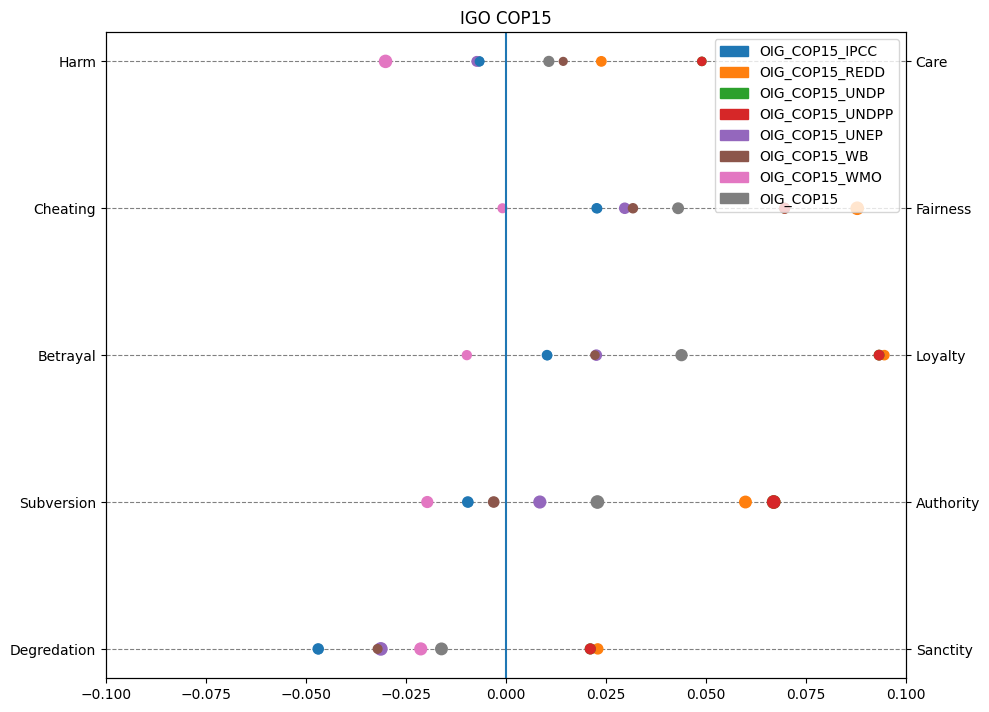 IGO COP15
Harm
Care
OIG_COP15_IPCC
OIG_COP15_REDD
OIG_COP15_UNDP
OIG_COP15_UNDPP
OIG_COP15_UNEP
OIG_COP15_WB
OIG_COP15_WMO
OIG_COP15
Cheating
Fairness
Betrayal
Loyalty
Subversion
Authority
Degredation
Sanctity
−0.100
−0.075
−0.050
−0.025
0.000
0.025
0.050
0.075
0.100